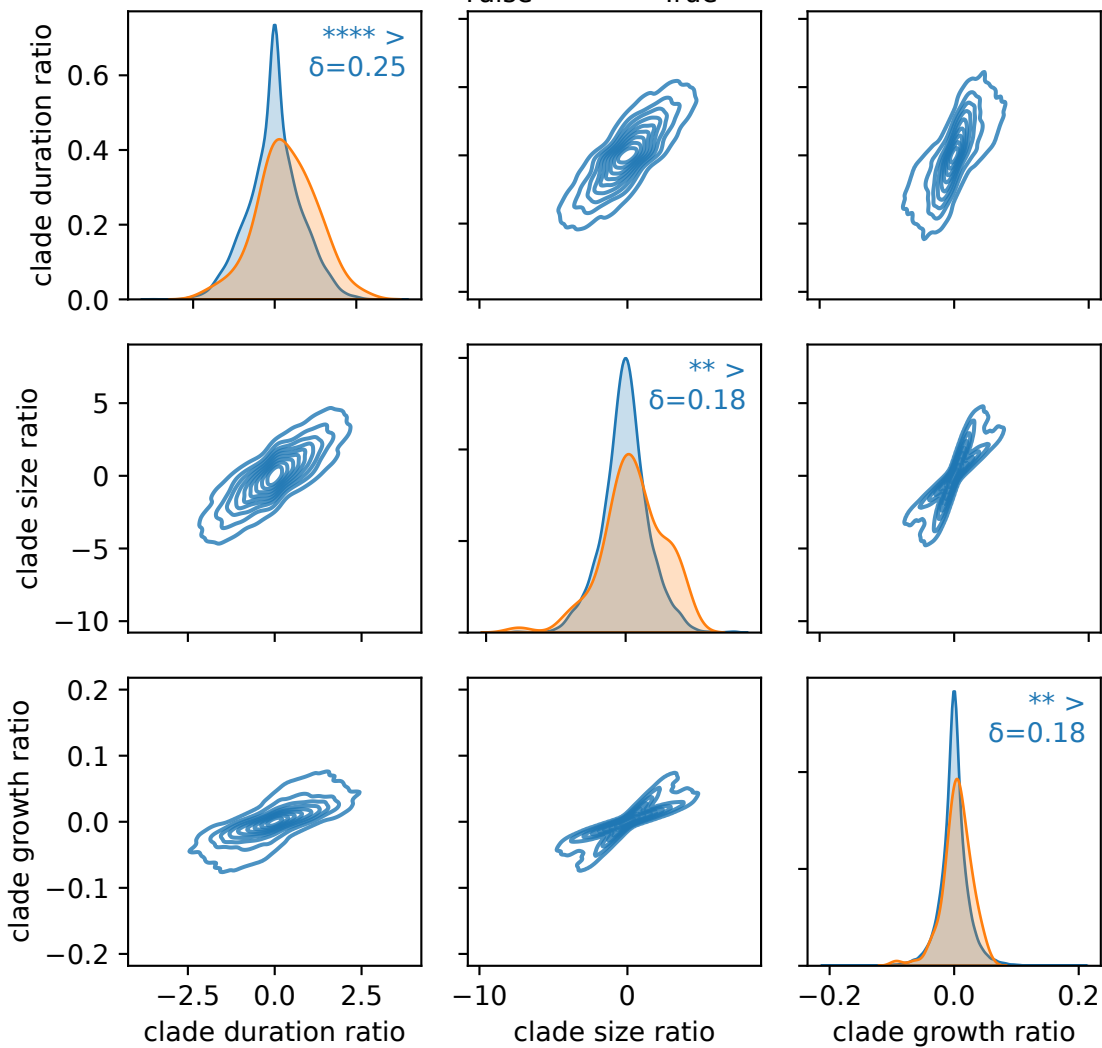 False True
clade duration ratio
0.6
0.4
0.2
0.0
**** >
δ=0.25
clade size ratio
5
0
−5
−10
** >
δ=0.18
clade growth ratio
0.2
0.1
0.0
−0.1
−0.2
** >
δ=0.18
−2.5 0.0 2.5
−10 0
−0.2 0.0 0.2
clade duration ratio
clade size ratio
clade growth ratio